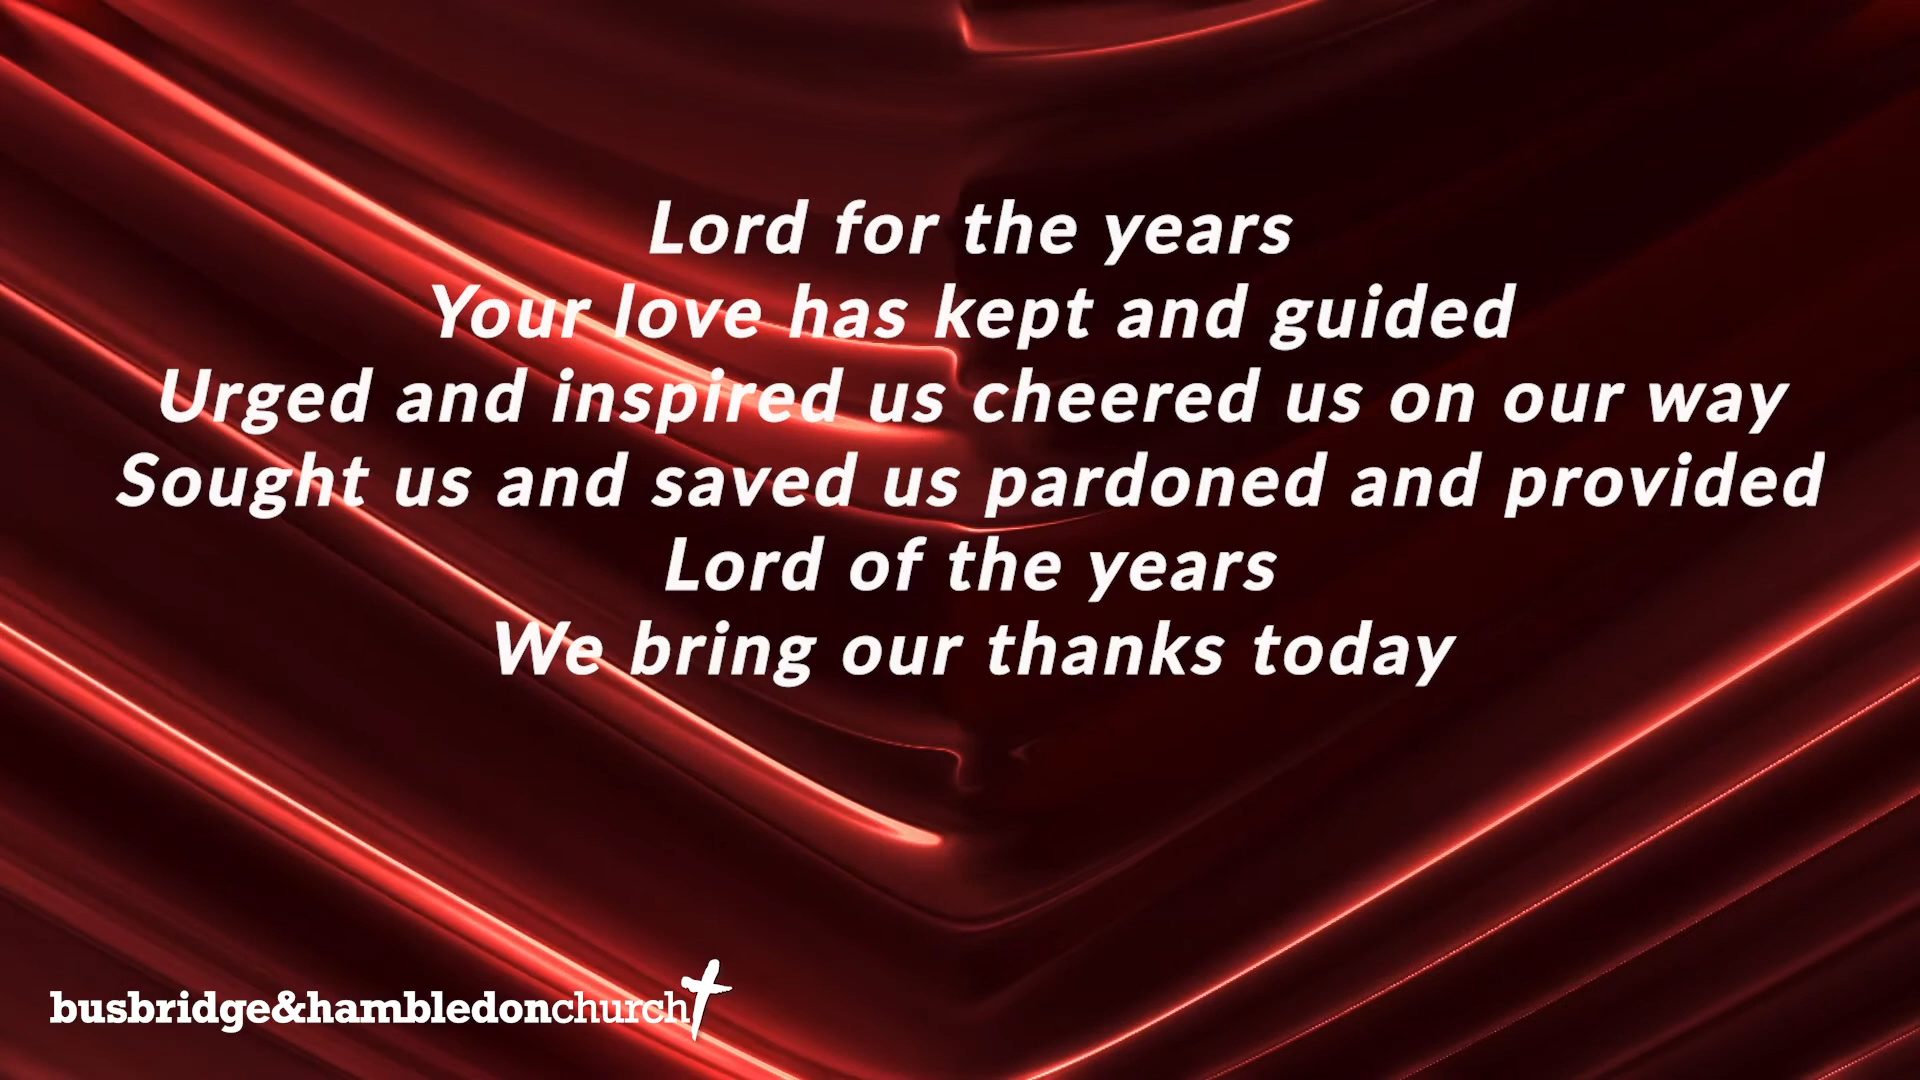 Lord for the years
Your love has kept and guided
Urged and inspired us cheered us on our way
Sought us and saved us pardoned and provided
Lord of the years
We bring our thanks today
busbridge&hambledonchurch